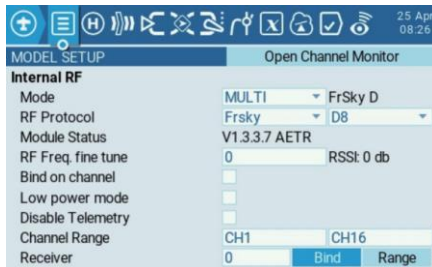 25 Apr
08:26
MODEL SETUP Open Channel Monitor
Internal RF
Mode MULTI FrSky D
RF Protocol Frsky D8
Module Status V1.3.3.7 AETR
RF Freq. fine tune 0 RSSI: 0 db
Bind on channel
Low power mode
Disable Telemetry
Channel Range CH1 CH16
Receiver 0 Bind Range